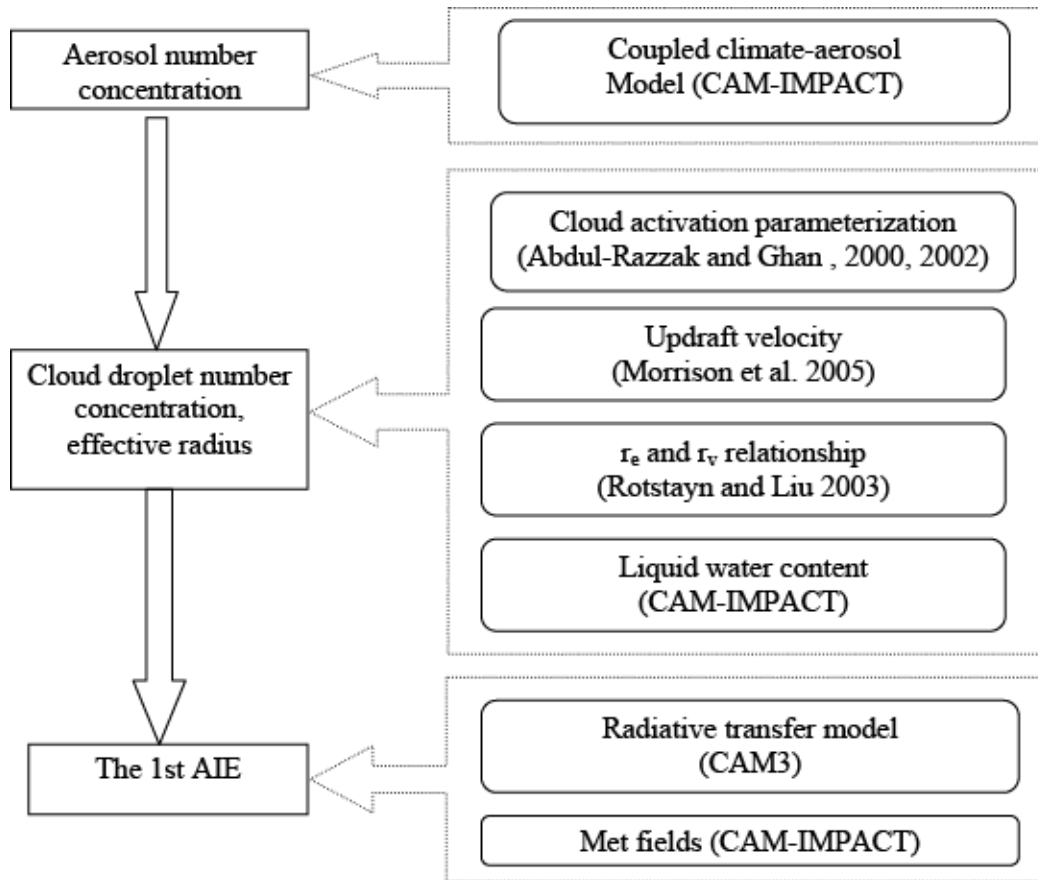 Aerosol number
concentration
Coupled climate-aerosol
Model (CAM-IMPACT)
Cloud activation parameterization
(Abdul-Razzak and Ghan , 2000, 2002)
Updraft velocity
(Morrison et al. 2005)
Cloud droplet number
concentration,
effective radius
rₑ and rᵥ relationship
(Rotstayn and Liu 2003)
Liquid water content
(CAM-IMPACT)
The 1st AIE
Radiative transfer model
(CAM3)
Met fields (CAM-IMPACT)